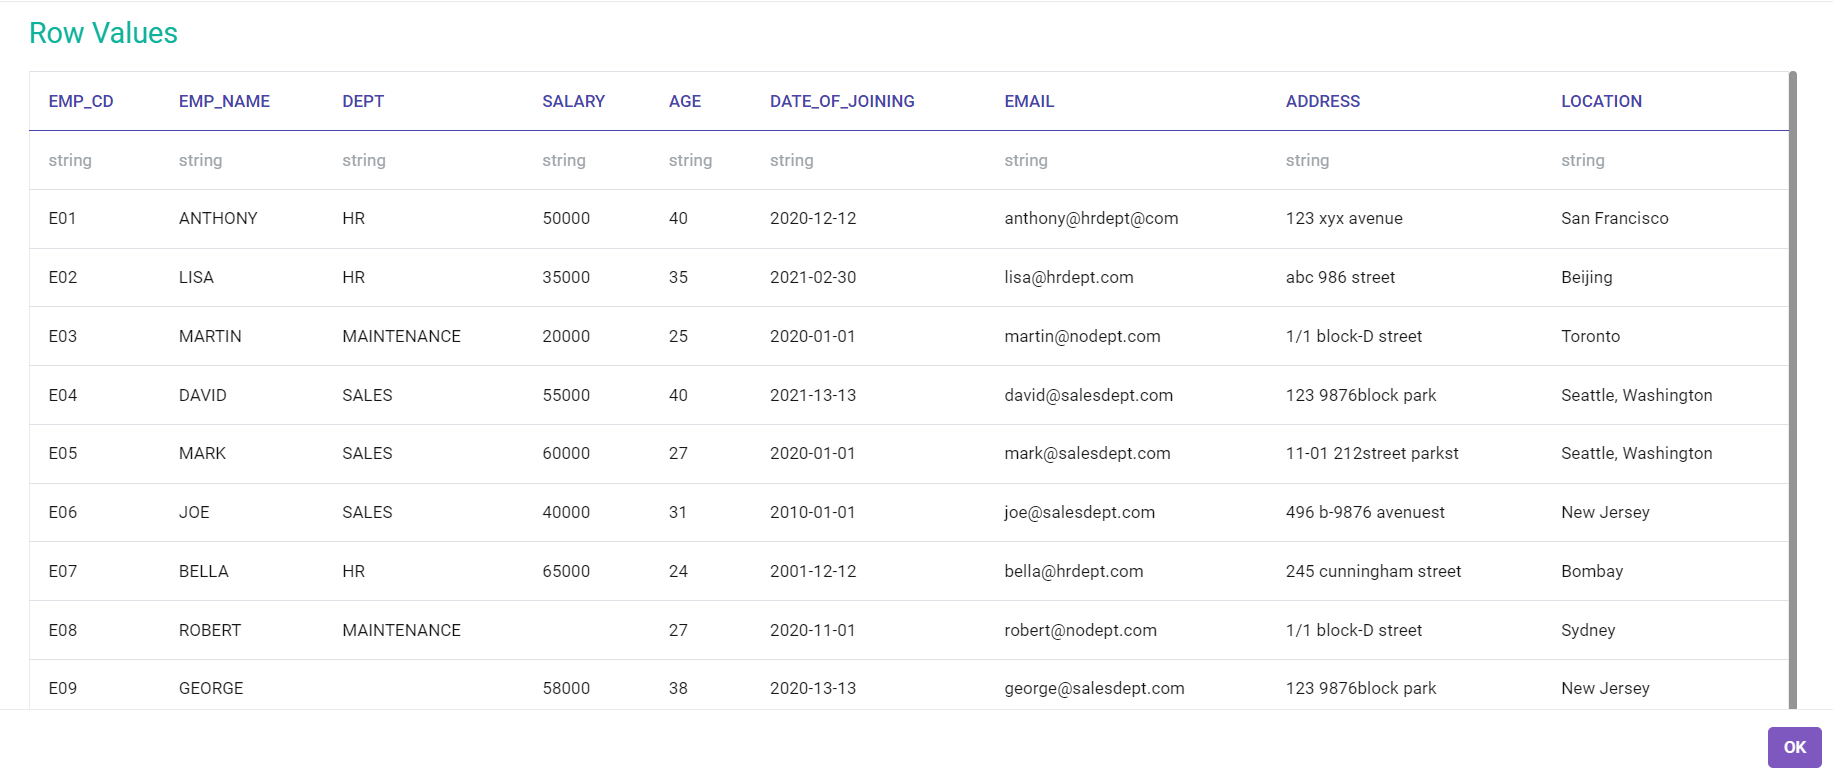 Row Values
EMP_CD EMP_NAME DEPT SALARY AGE DATE_OF_JOINING EMAIL ADDRESS LOCATION
string string string string string string string string string
E01 ANTHONY HR 50000 40 2020-12-12 anthony@hrdept@com 123 xyx avenue San Francisco
E02 LISA HR 35000 35 2021-02-30 lisa@hrdept.com abc 986 street Beijing
E03 MARTIN MAINTENANCE 20000 25 2020-01-01 martin@nodept.com 1/1 block-D street Toronto
E04 DAVID SALES 55000 40 2021-13-13 david@salesdept.com 123 9876block park Seattle, Washington
E05 MARK SALES 60000 27 2020-01-01 mark@salesdept.com 11-01 212street parkst Seattle, Washington
E06 JOE SALES 40000 31 2010-01-01 joe@salesdept.com 496 b-9876 avenuest New Jersey
E07 BELLA HR 65000 24 2001-12-12 bella@hrdept.com 245 cunningham street Bombay
E08 ROBERT MAINTENANCE 27 2020-11-01 robert@nodept.com 1/1 block-D street Sydney
E09 GEORGE 58000 38 2020-13-13 george@salesdept.com 123 9876block park New Jersey
OK